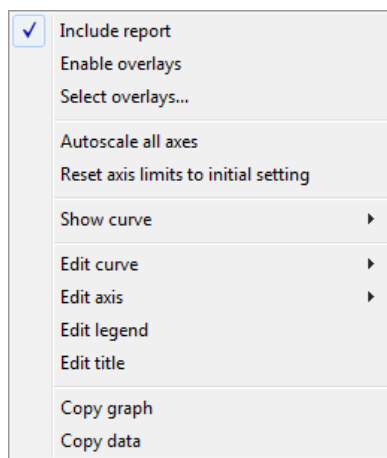 Include report
Enable overlays
Select overlays...
Autoscale all axes
Reset axis limits to initial setting
Show curve
Edit curve
Edit axis
Edit legend
Edit title
Copy graph
Copy data